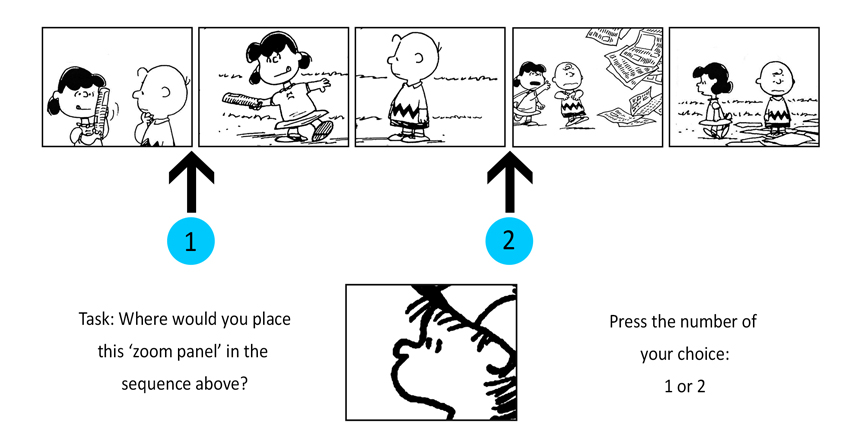 1
2
Task: Where would you place
this ‘zoom panel’ in the
sequence above?
Press the number of
your choice:
1 or 2